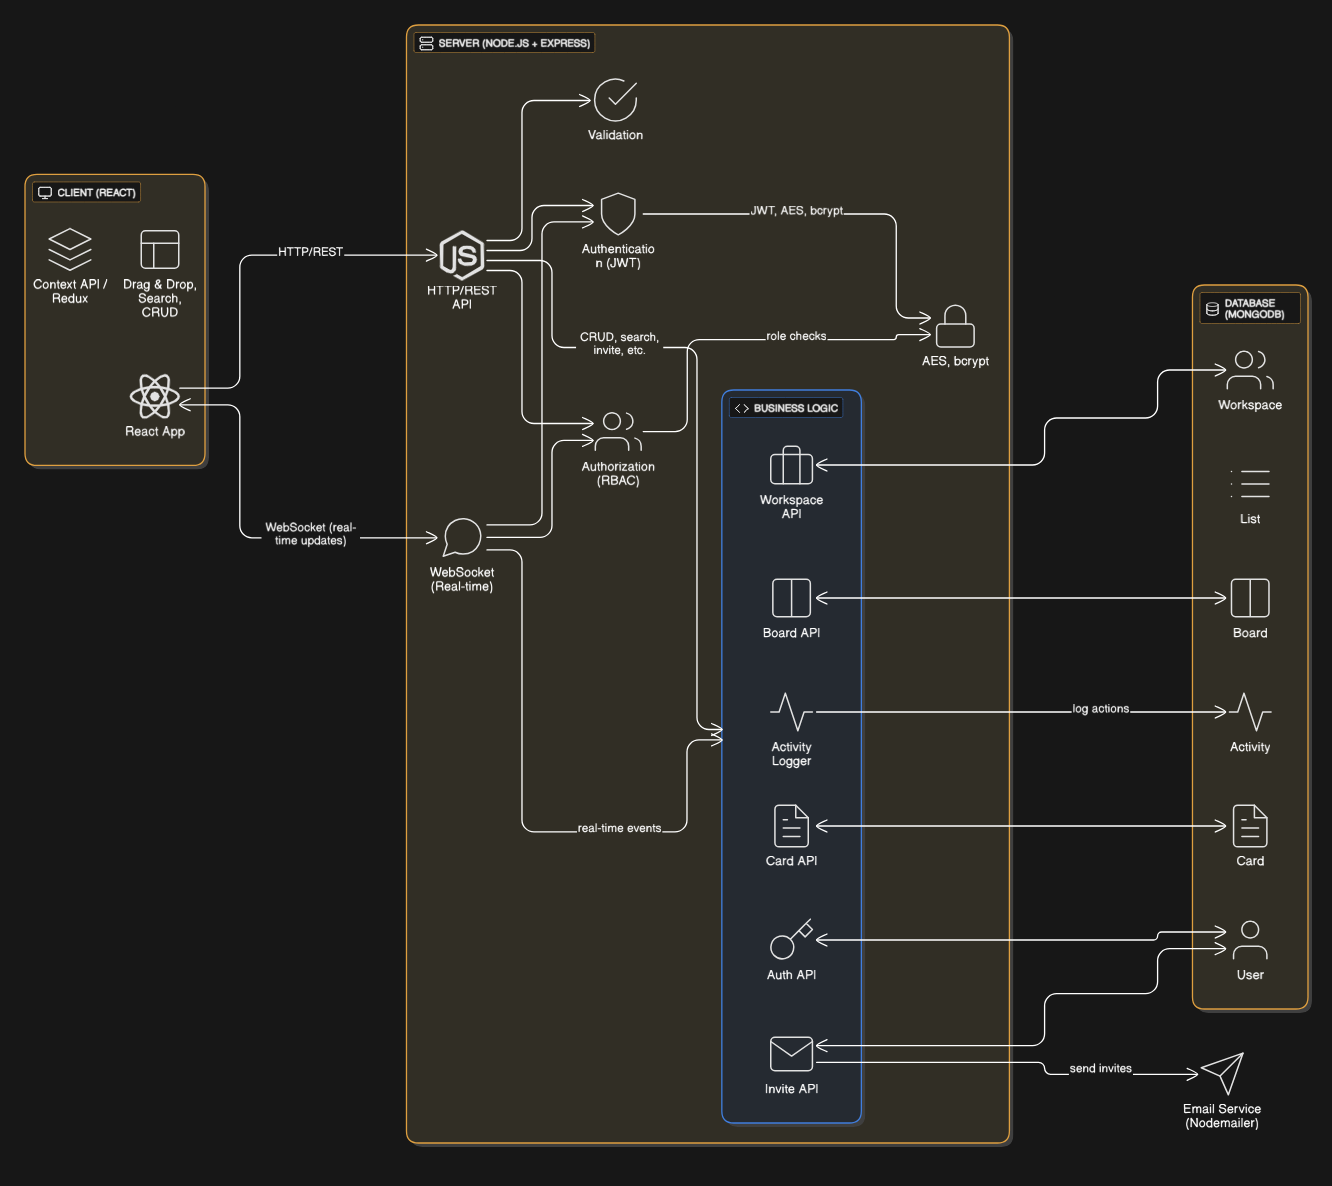 SERVER (NODE.JS + EXPRESS)
Validation
CLIENT (REACT)
Context API /
Redux
Drag & Drop,
Search,
CRUD
React App
HTTP/REST
WebSocket (real-
time updates)
HTTP/REST
API
Authenticatio
n (JWT)
JWT, AES, bcrypt
CRUD, search,
invite, etc.
role checks
AES, bcrypt
Authorization
(RBAC)
WebSocket
(Real-time)
real-time events
BUSINESS LOGIC
Workspace
API
Board API
Activity
Logger
Card API
Auth API
Invite API
log actions
send invites
DATABASE
(MONGODB)
Workspace
List
Board
Activity
Card
User
Email Service
(Nodemailer)